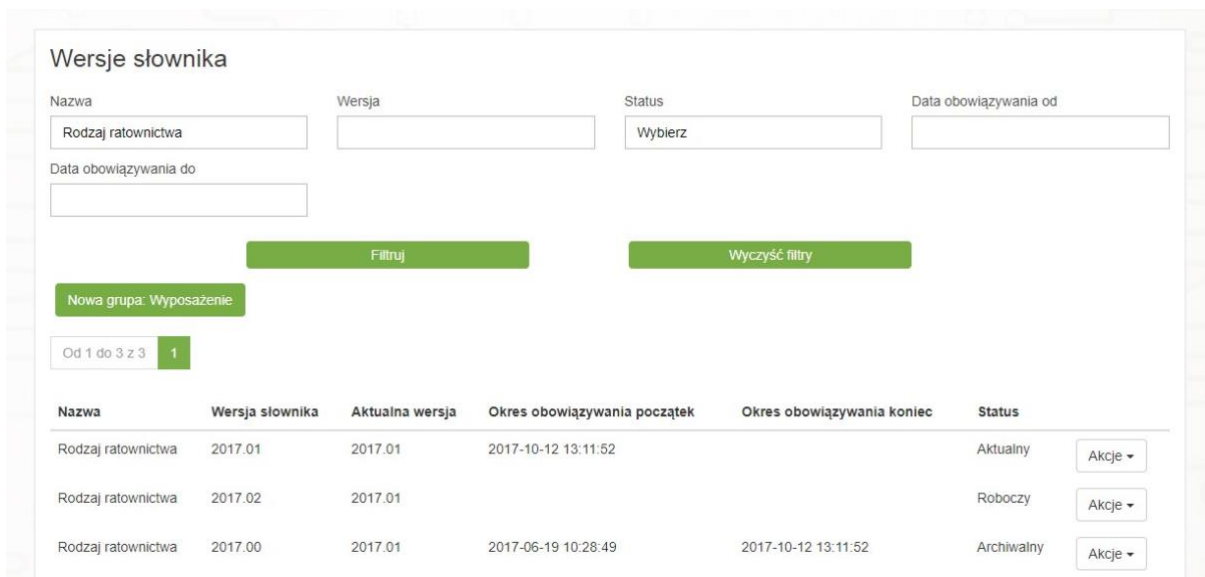 Wersje słownika
Nazwa Wersja Status Data obowiązywania od
Rodzaj ratownictwa Wybierz
Data obowiązywania do
Filtruj Wyczyść filtry
Nowa grupa: Wyposażenie
Od 1 do 3 z 3 1
Nazwa Wersja słownika Aktualna wersja Okres obowiązywania początek Okres obowiązywania koniec Status
Rodzaj ratownictwa 2017.01 2017.01 2017-10-12 13:11:52 Aktualny Akcje
Rodzaj ratownictwa 2017.02 2017.01 Roboczy Akcje
Rodzaj ratownictwa 2017.00 2017.01 2017-06-19 10:28:49 2017-10-12 13:11:52 Archiwalny Akcje